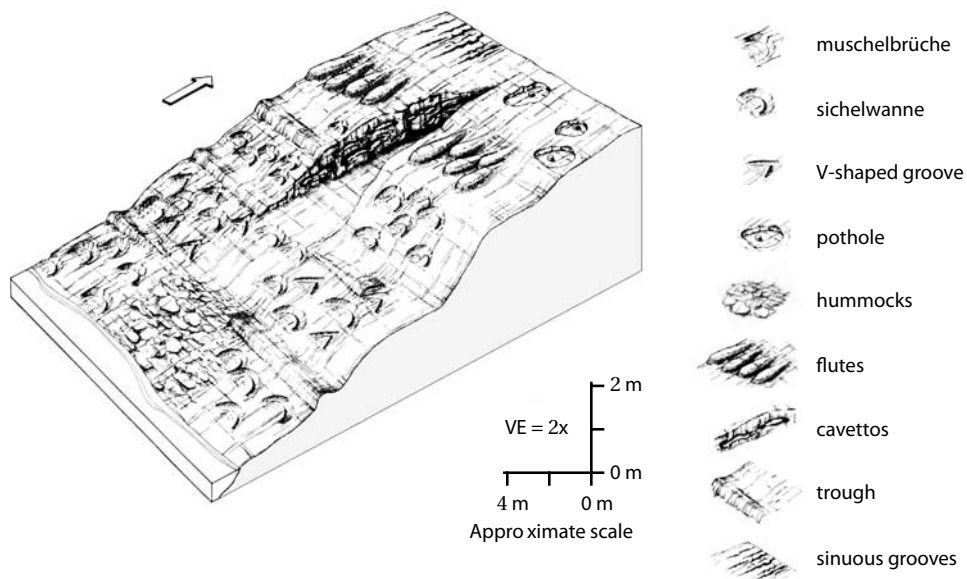 muschelbrüche
sichelwanne
V-shaped groove
pothole
hummocks
flutes
cavettos
trough
sinuous grooves
2 m
VE = 2x
0 m
4 m 0 m
Appro ximate scale